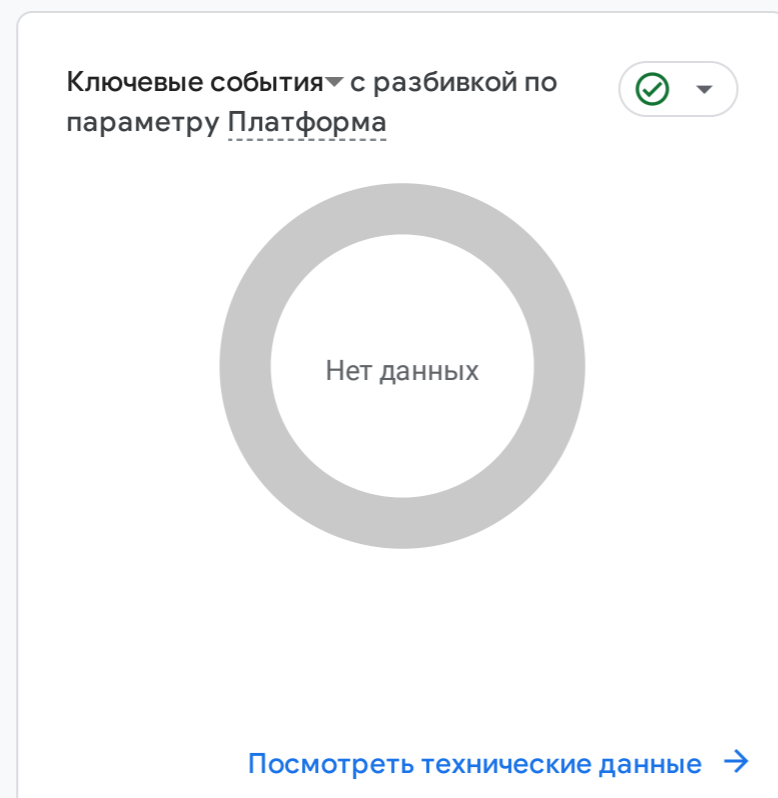 Ключевые события с разбивкой по
параметру Платформа
Нет данных
Посмотреть технические данные